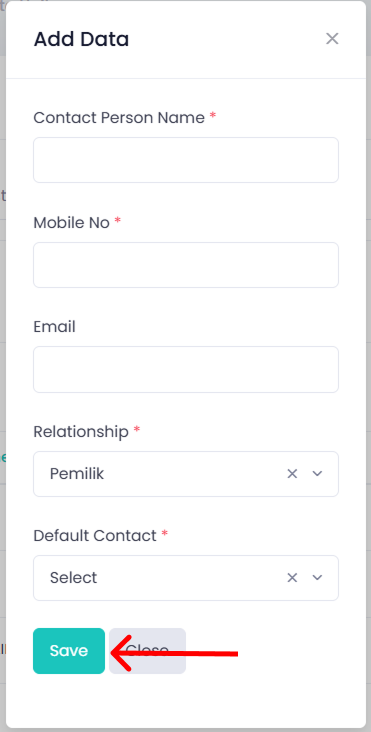 Add Data
Contact Person Name *
Mobile No *
Email
Relationship *
Pemilik
Default Contact *
Select
Save
Close